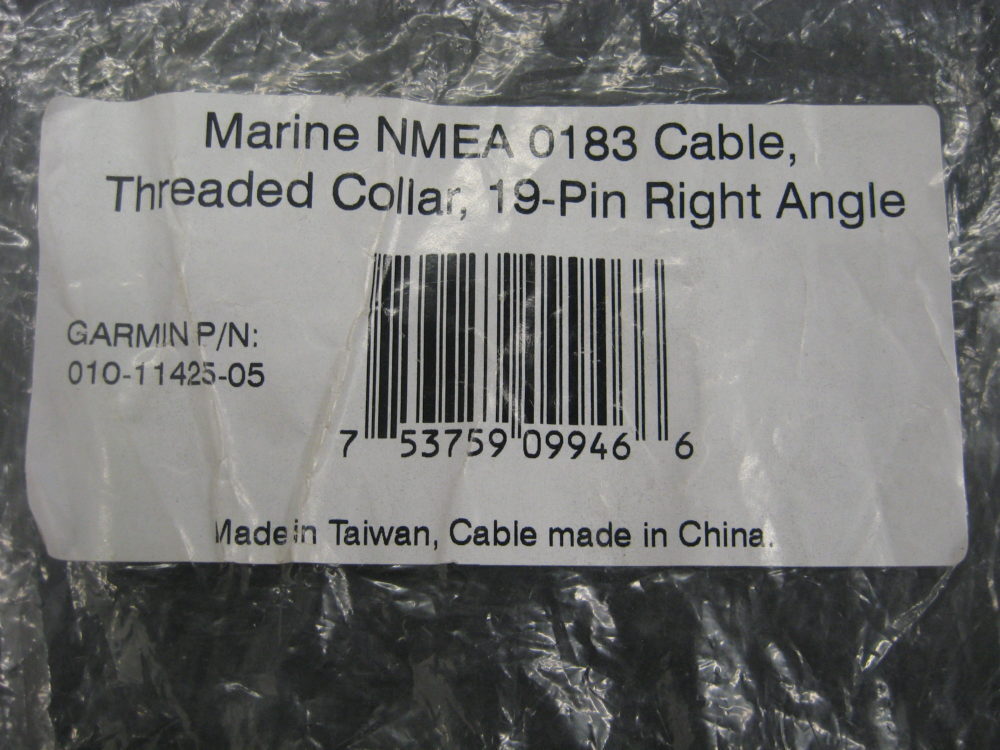 Marine NMEA 0183 Cable,
Threaded Collar, 19-Pin Right Angle
GARMIN P/N:
010-11425-05
7 53759 09946 6
Made in Taiwan, Cable made in China.